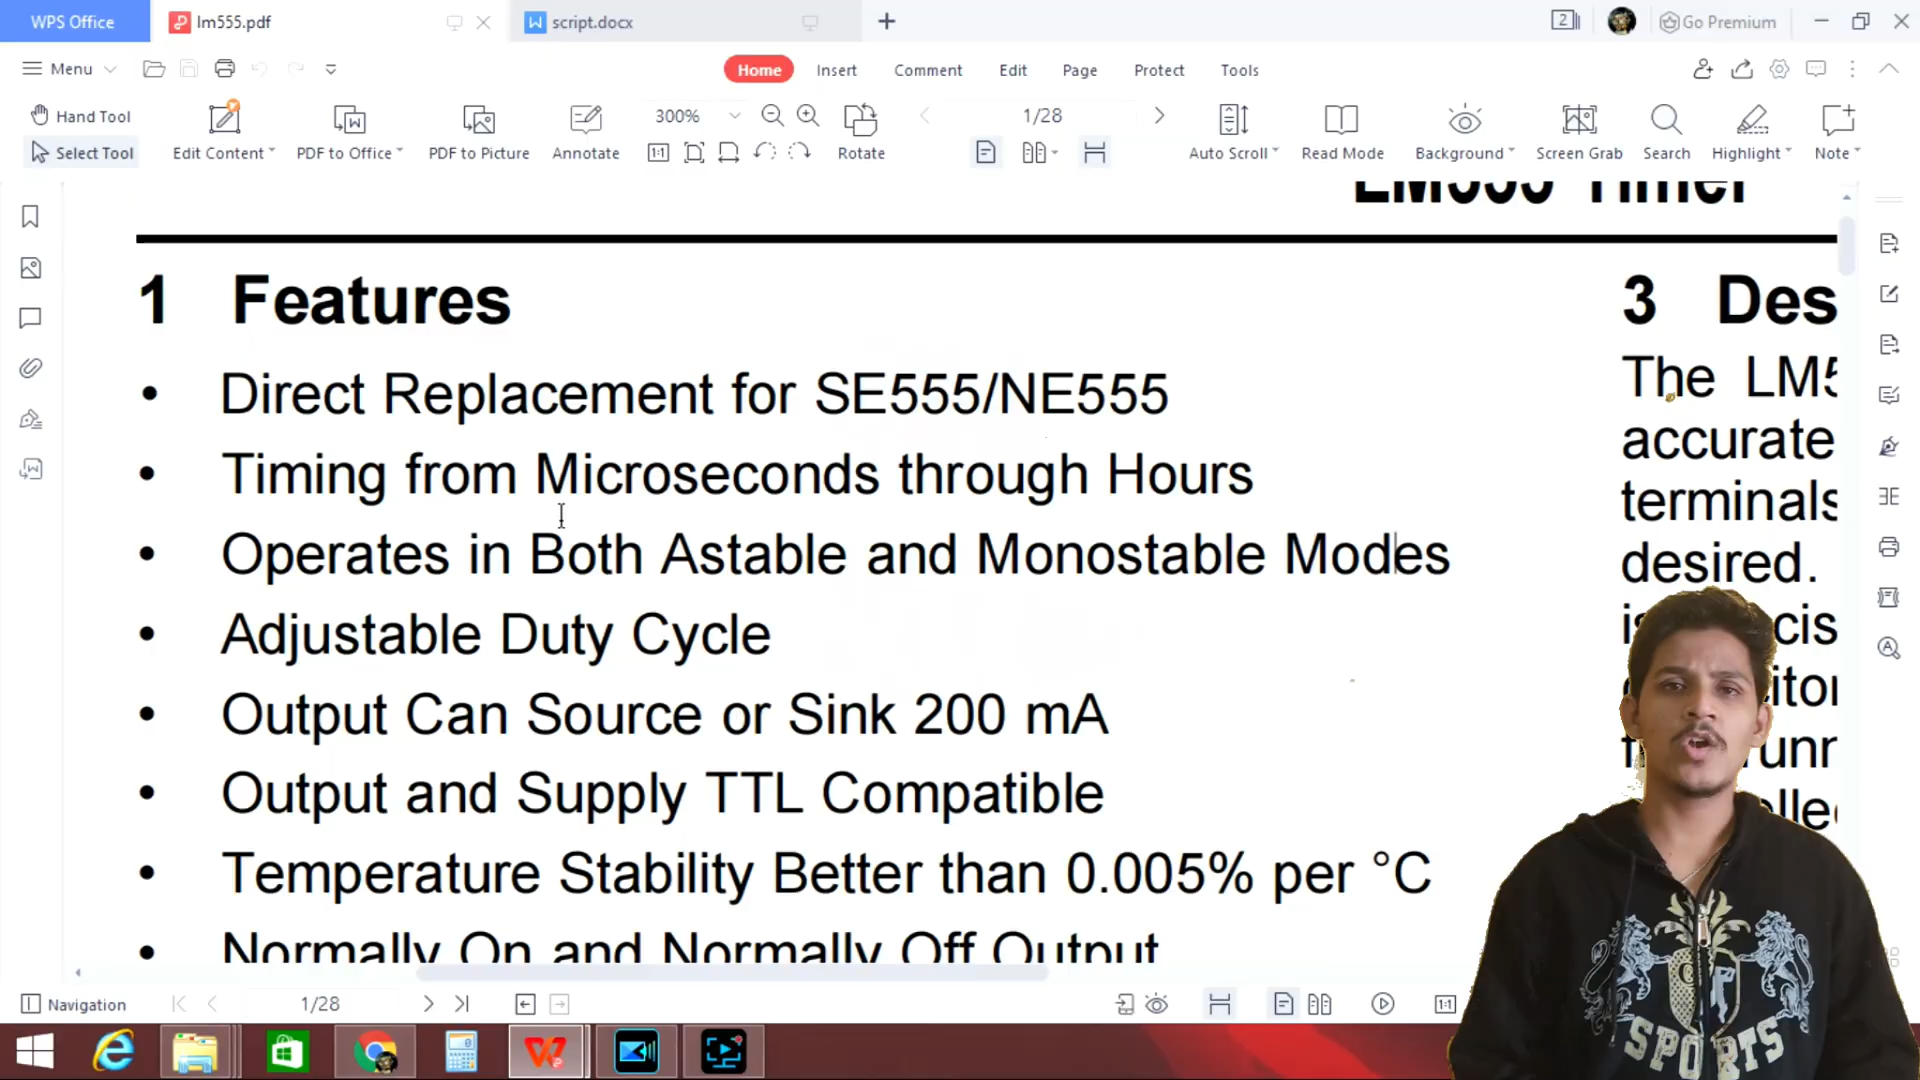 WPS Office
lm555.pdf
script.docx
2
Go Premium
Menu
Home
Insert
Comment
Edit
Page
Protect
Tools
Hand Tool
Select Tool
Edit Content
PDF to Office
PDF to Picture
Annotate
300%
Rotate
1/28
Auto Scroll
Read Mode
Background
Screen Grab
Search
Highlight
Note
LM555 Timer
1 Features
• Direct Replacement for SE555/NE555
• Timing from Microseconds through Hours
• Operates in Both Astable and Monostable Modes
• Adjustable Duty Cycle
• Output Can Source or Sink 200 mA
• Output and Supply TTL Compatible
• Temperature Stability Better than 0.005% per °C
• Normally On and Normally Off Output
3 Des
The LM5
accurate
terminals
desired.
Navigation
1/28
SPORTS